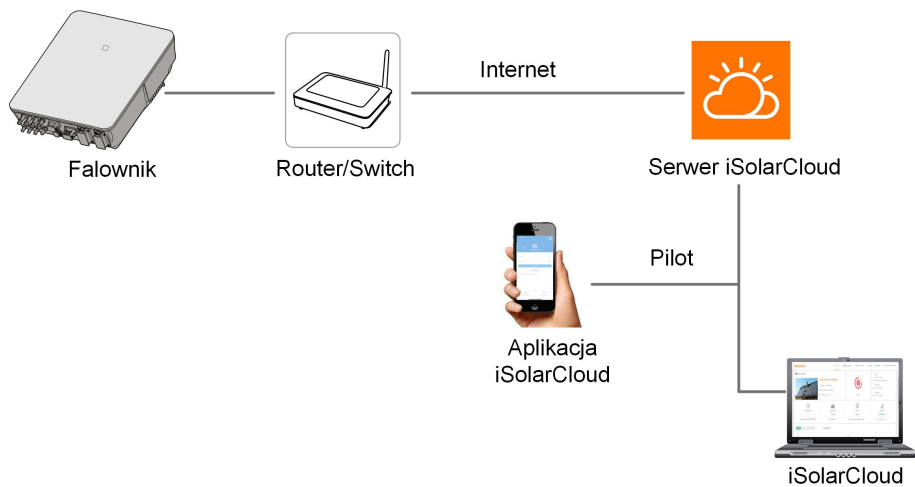 Internet
Falownik
Router/Switch
Serwer iSolarCloud
Pilot
Aplikacja
iSolarCloud
iSolarCloud